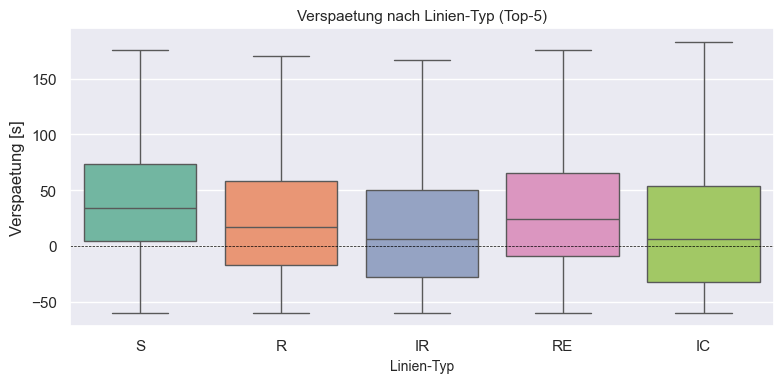 Verspaetung nach Linien-Typ (Top-5)
Verspaetung [s]
150
100
50
0
−50
S R IR RE IC
Linien-Typ